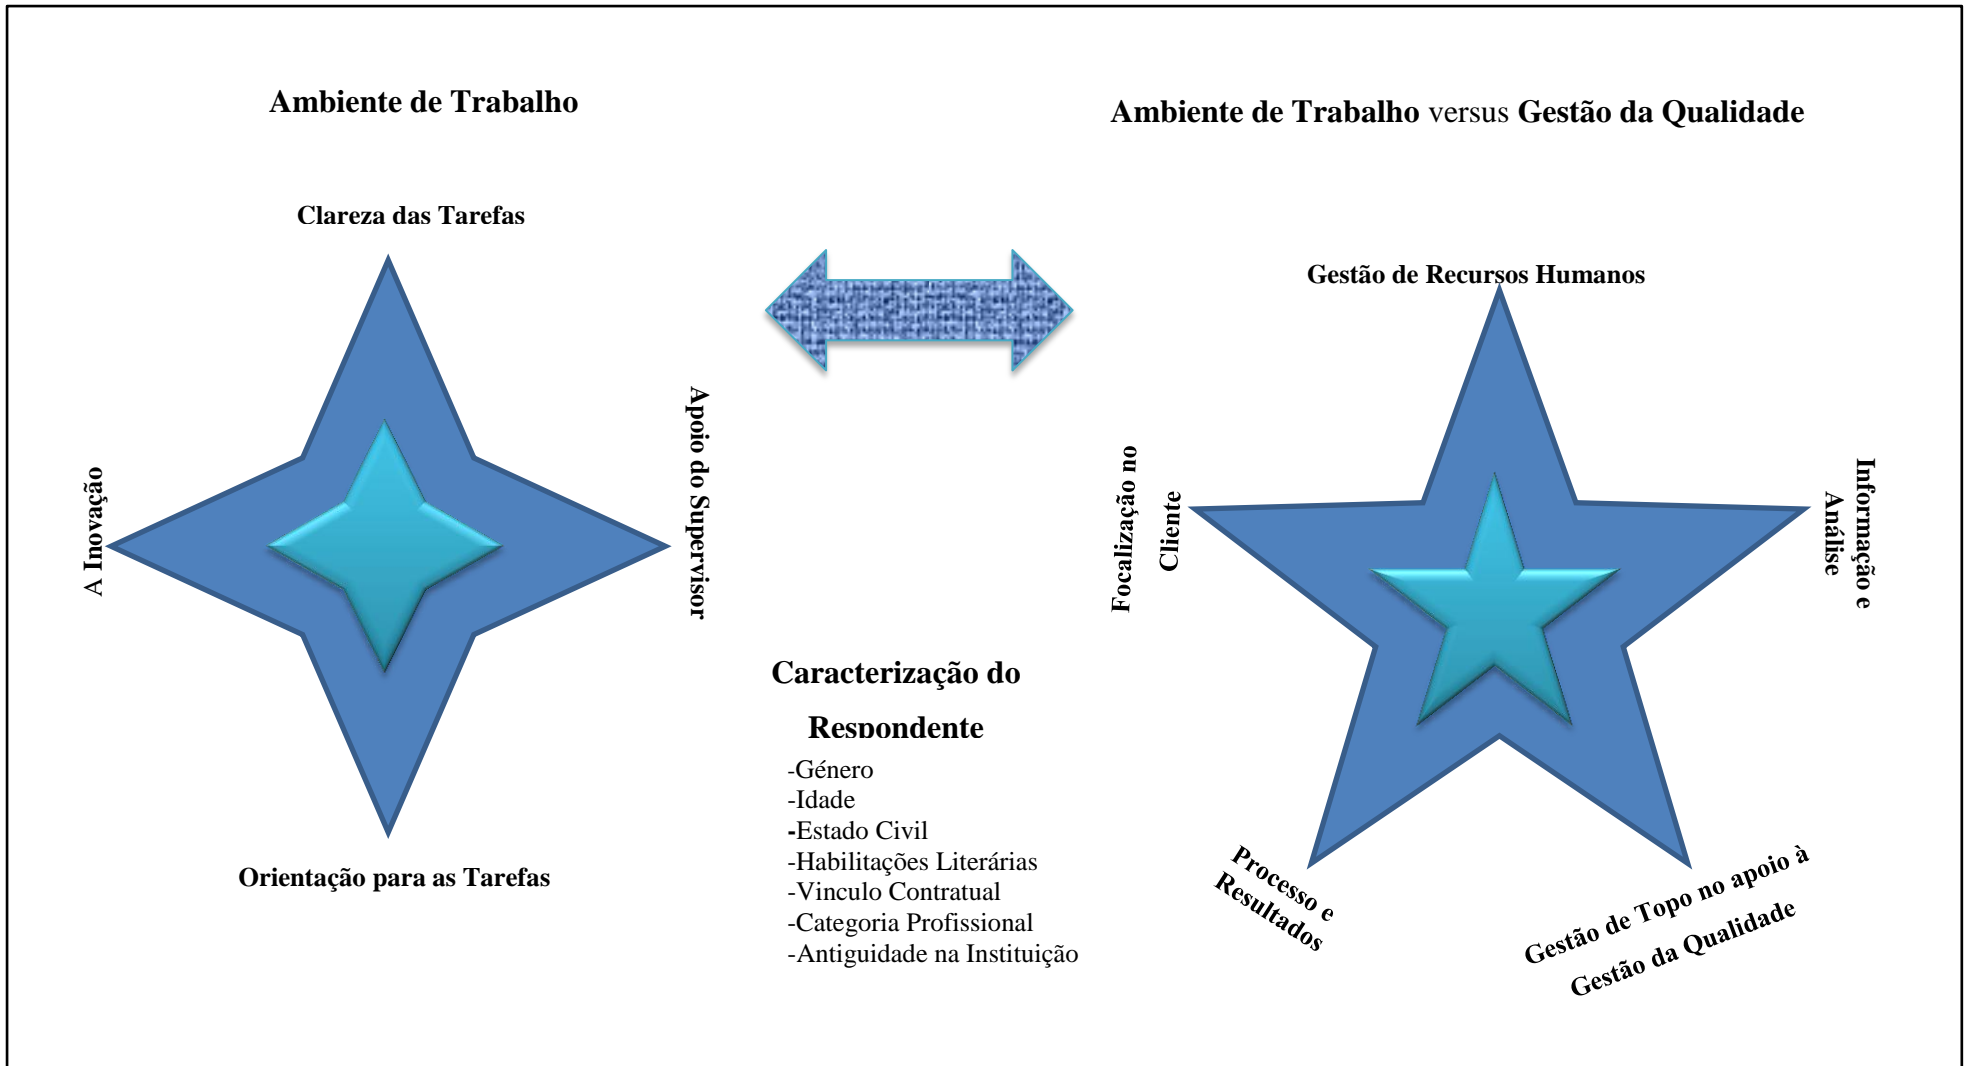 Ambiente de Trabalho
Ambiente de Trabalho versus Gestão da Qualidade
Clareza das Tarefas
A Inovação
Apoio do Supervisor
Orientação para as Tarefas
Gestão de Recursos Humanos
Focalização no
Cliente
Informação e
Análise
Processo e
Resultados
Gestão de Topo no apoio à
Gestão da Qualidade
Caracterização do
Respondente
-Género
-Idade
-Estado Civil
-Habilitações Literárias
-Vinculo Contratual
-Categoria Profissional
-Antiguidade na Instituição